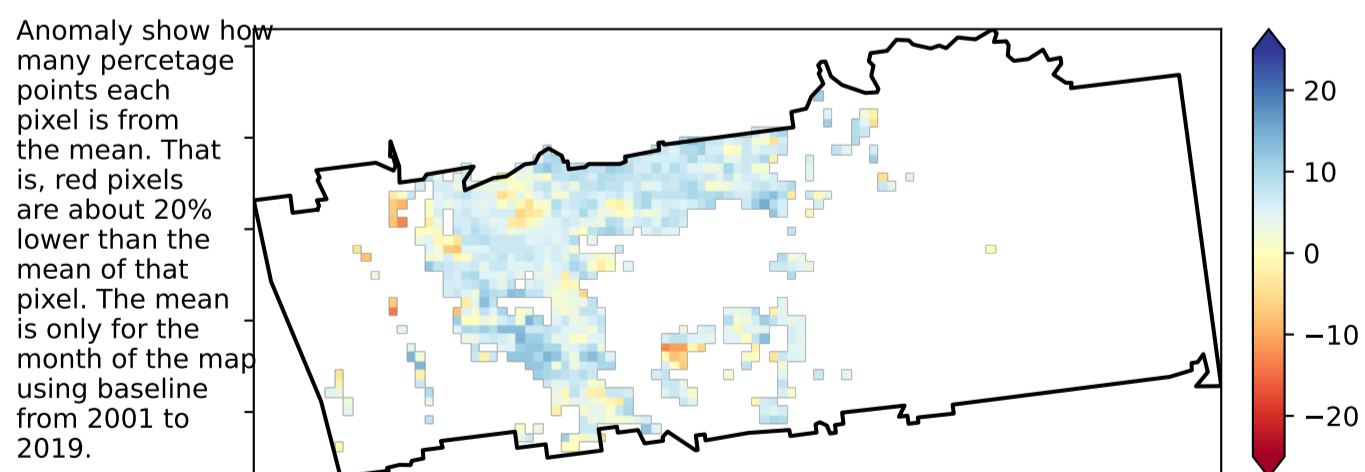 Anomaly show how
many percetage
points each
pixel is from
the mean. That
is, red pixels
are about 20%
lower than the
mean of that
pixel. The mean
is only for the
month of the map
using baseline
from 2001 to
2019.
20
10
0
−10
−20